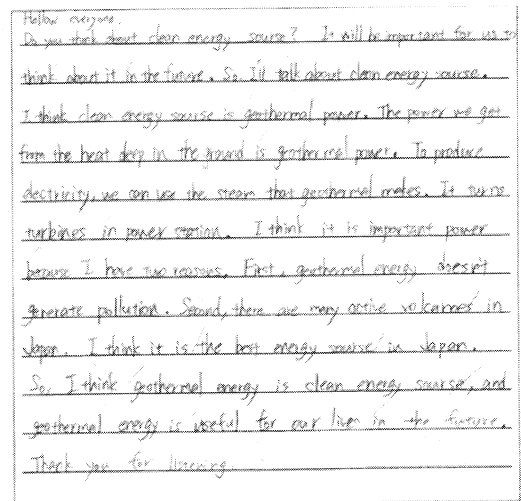 Hallow everyone.
Do you think about clean energy sourse? It will be important for us to
think about it in the future. So, I'll talk about clean energy sourse.
I think clean energy sourse is geothermal power. The power we get
from the heat deep in the ground is geothermal power. To produce
electricity, we can use the steam that geothermal makes. It turns
turbines in power station. I think it is important power
because I have two reasons. First, geothermal energy doesn't
generate pollution. Second, there are many active volcanoes in
Japan. I think it is the best energy sourse in Japan.
So, I think geothermal energy is clean energy sourse, and
geothermal energy is useful for our lives in the future.
Thank you for listening.